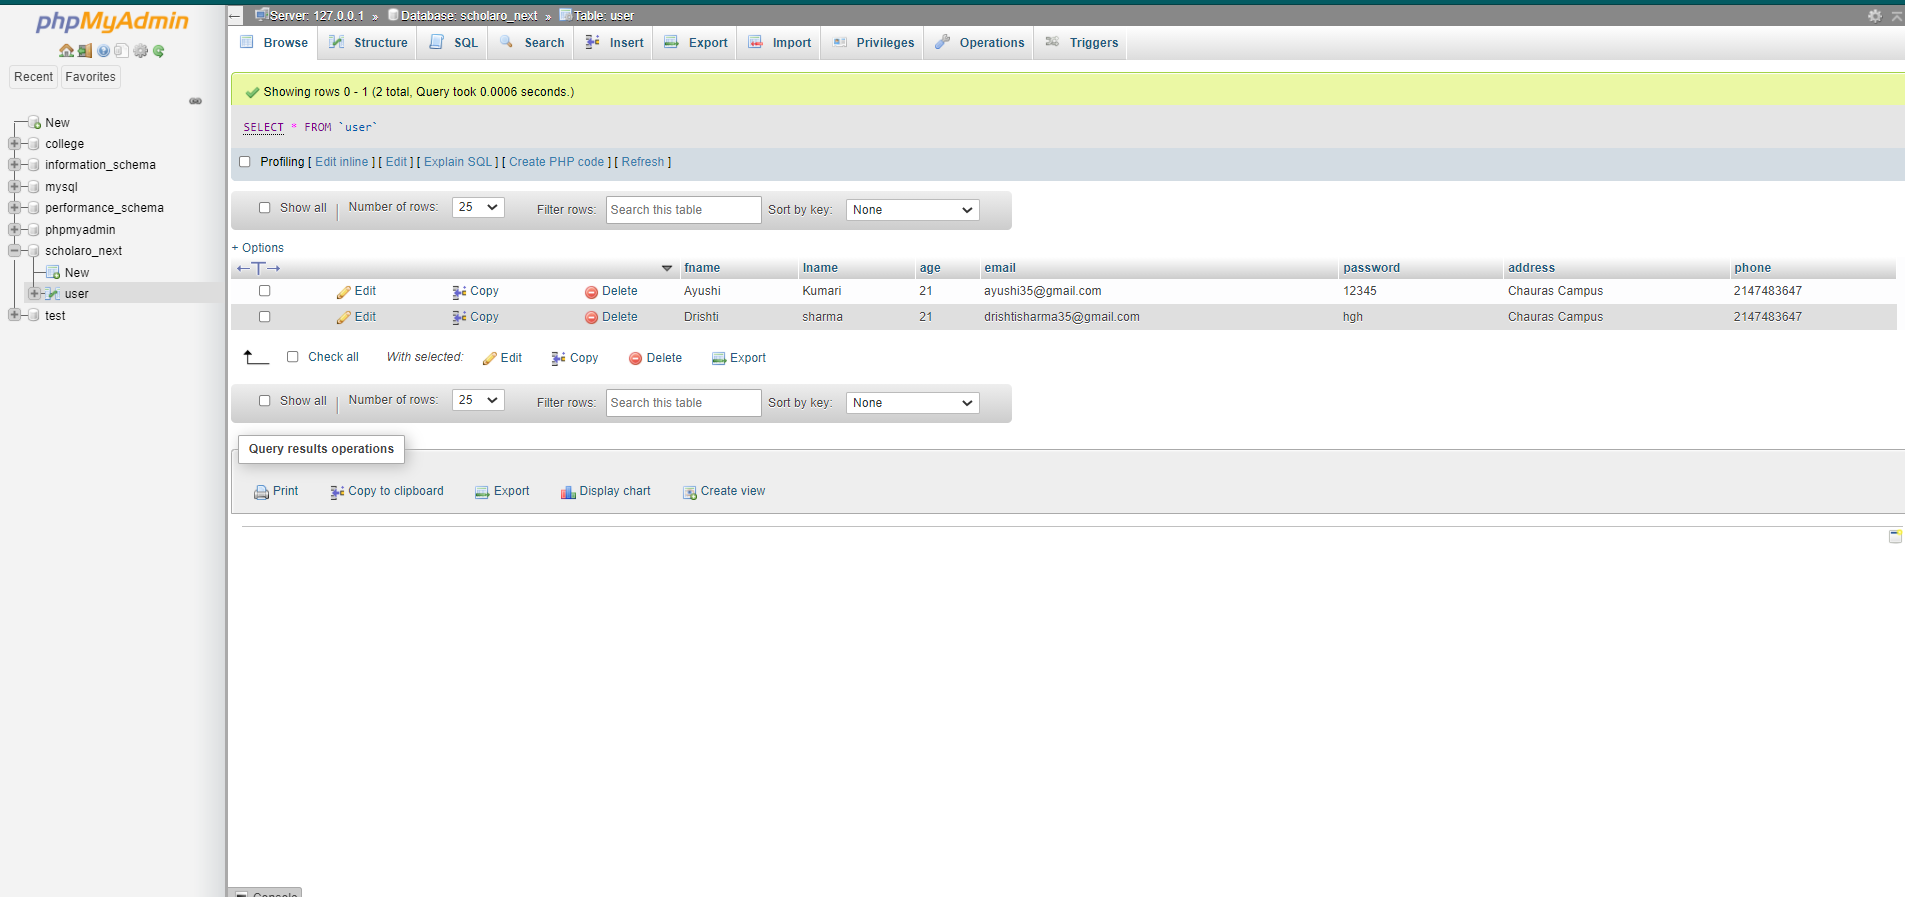 phpMyAdmin
Recent Favorites
New
college
information_schema
mysql
performance_schema
phpmyadmin
scholaro_next
New
user
test
Server: 127.0.0.1 » Database: scholaro_next » Table: user
Browse Structure SQL Search Insert Export Import Privileges Operations Triggers
Showing rows 0 - 1 (2 total, Query took 0.0006 seconds.)
SELECT * FROM `user`
Profiling [ Edit inline ] [ Edit ] [ Explain SQL ] [ Create PHP code ] [ Refresh ]
Show all Number of rows: 25 Filter rows: Search this table Sort by key: None
+ Options
←T→ fname lname age email password address phone
Edit Copy Delete Ayushi Kumari 21 ayushi35@gmail.com 12345 Chauras Campus 2147483647
Edit Copy Delete Drishti sharma 21 drishtisharma35@gmail.com hgh Chauras Campus 2147483647
Check all With selected: Edit Copy Delete Export
Show all Number of rows: 25 Filter rows: Search this table Sort by key: None
Query results operations
Print Copy to clipboard Export Display chart Create view
Console